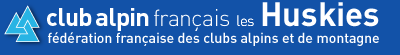 club alpin français les Huskies
fédération française des clubs alpins et de montagne